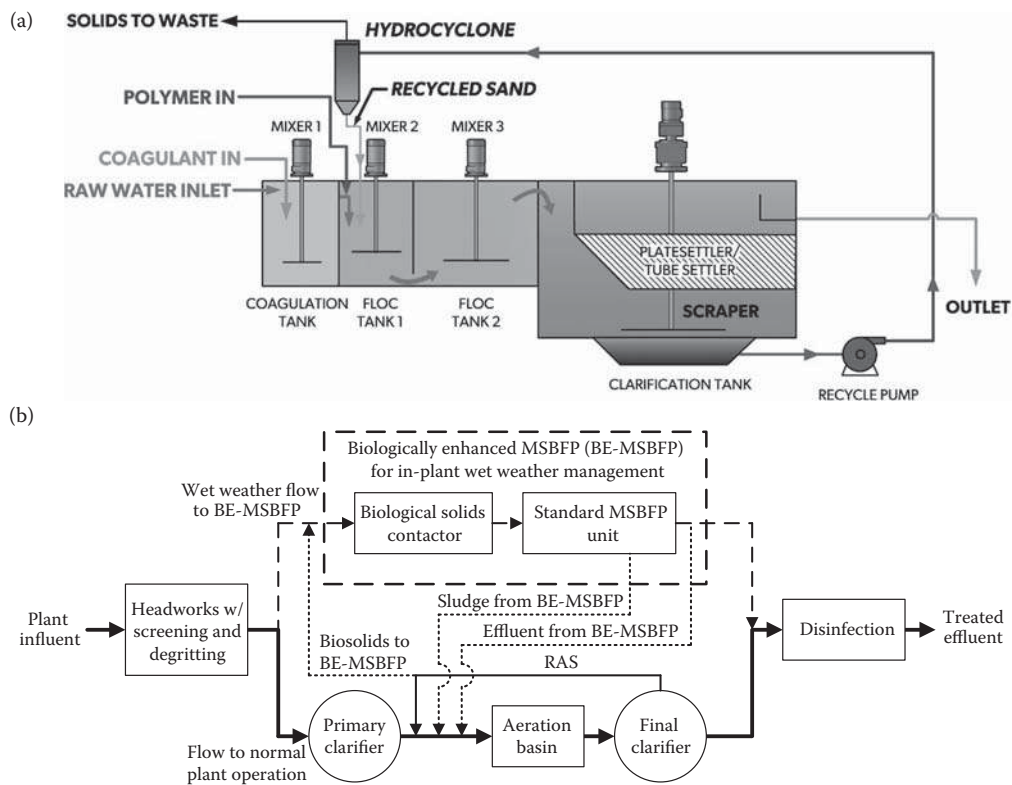 (a)
SOLIDS TO WASTE
HYDROCYCLONE
RECYCLED SAND
POLYMER IN
MIXER 1
MIXER 2
MIXER 3
COAGULANT IN
RAW WATER INLET
PLATESETTLER/
TUBE SETTLER
COAGULATION
TANK
FLOC
TANK 1
FLOC
TANK 2
SCRAPER
OUTLET
CLARIFICATION TANK
RECYCLE PUMP
(b)
Biologically enhanced MSBFP (BE-MSBFP)
for in-plant wet weather management
Wet weather flow
to BE-MSBFP
Biological solids
contactor
Standard MSBFP
unit
Sludge from BE-MSBFP
Effluent from BE-MSBFP
Plant
influent
Headworks w/
screening and
degritting
Biosolids to
BE-MSBFP
RAS
Disinfection
Treated
effluent
Primary
clarifier
Aeration
basin
Final
clarifier
Flow to normal
plant operation